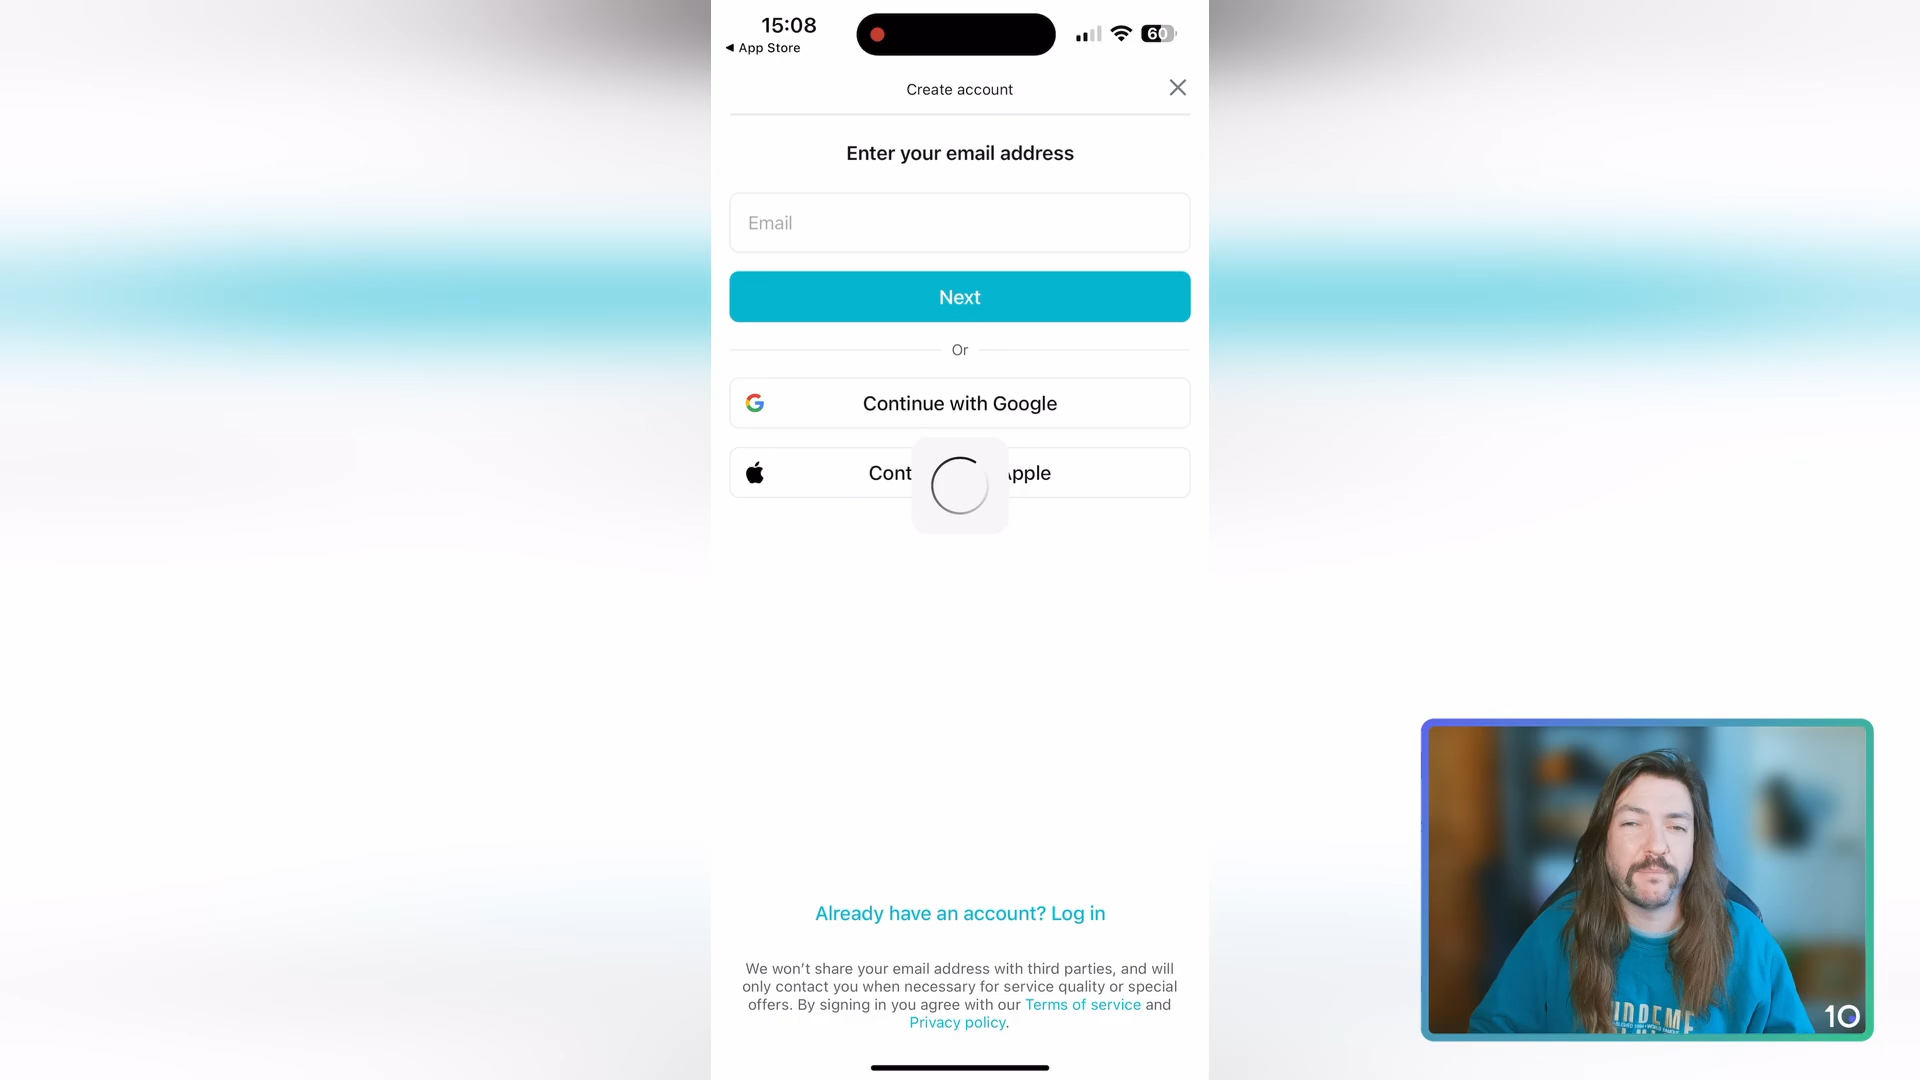 15:08
App Store
60
Create account
Enter your email address
Email
Next
Or
Continue with Google
Cont pple
Already have an account? Log in
We won’t share your email address with third parties, and will
only contact you when necessary for service quality or special
offers. By signing in you agree with our Terms of service and
Privacy policy.
10